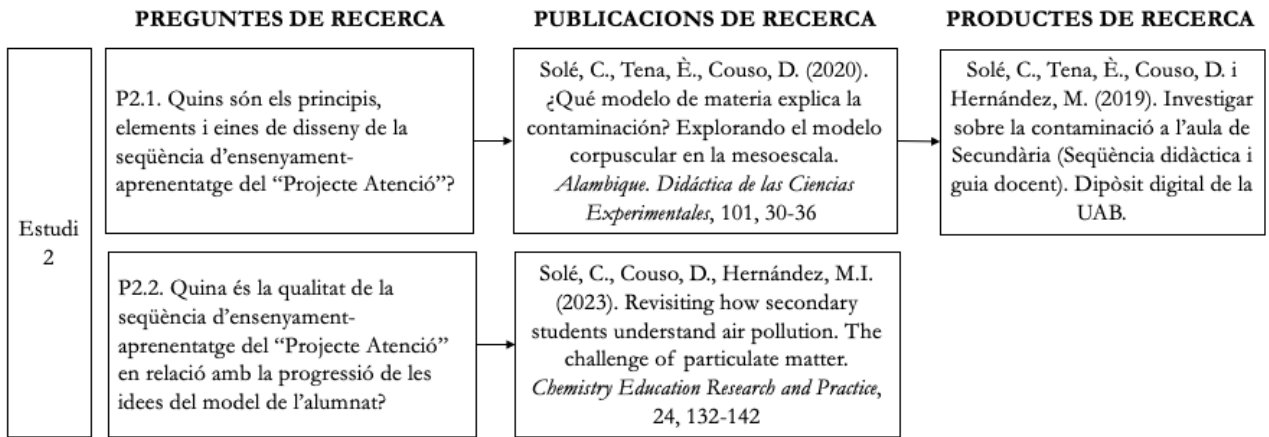 PREGUNTES DE RECERCA
PUBLICACIONS DE RECERCA
PRODUCTES DE RECERCA
Estudi
2
P2.1. Quins són els principis,
elements i eines de disseny de la
seqüència d'ensenyament-
aprenentatge del "Projecte Atenció"?
Solé, C., Tena, È., Couso, D. (2020).
¿Qué modelo de materia explica la
contaminación? Explorando el modelo
corpuscular en la mesoescala.
Alambique. Didáctica de las Ciencias
Experimentales, 101, 30-36
Solé, C., Tena, È., Couso, D. i
Hernández, M. (2019). Investigar
sobre la contaminació a l'aula de
Secundària (Seqüència didàctica i
guia docent). Dipòsit digital de la
UAB.
P2.2. Quina és la qualitat de la
seqüència d'ensenyament-
aprenentatge del "Projecte Atenció"
en relació amb la progressió de les
idees del model de l'alumnat?
Solé, C., Couso, D., Hernández, M.I.
(2023). Revisiting how secondary
students understand air pollution. The
challenge of particulate matter.
Chemistry Education Research and Practice,
24, 132-142